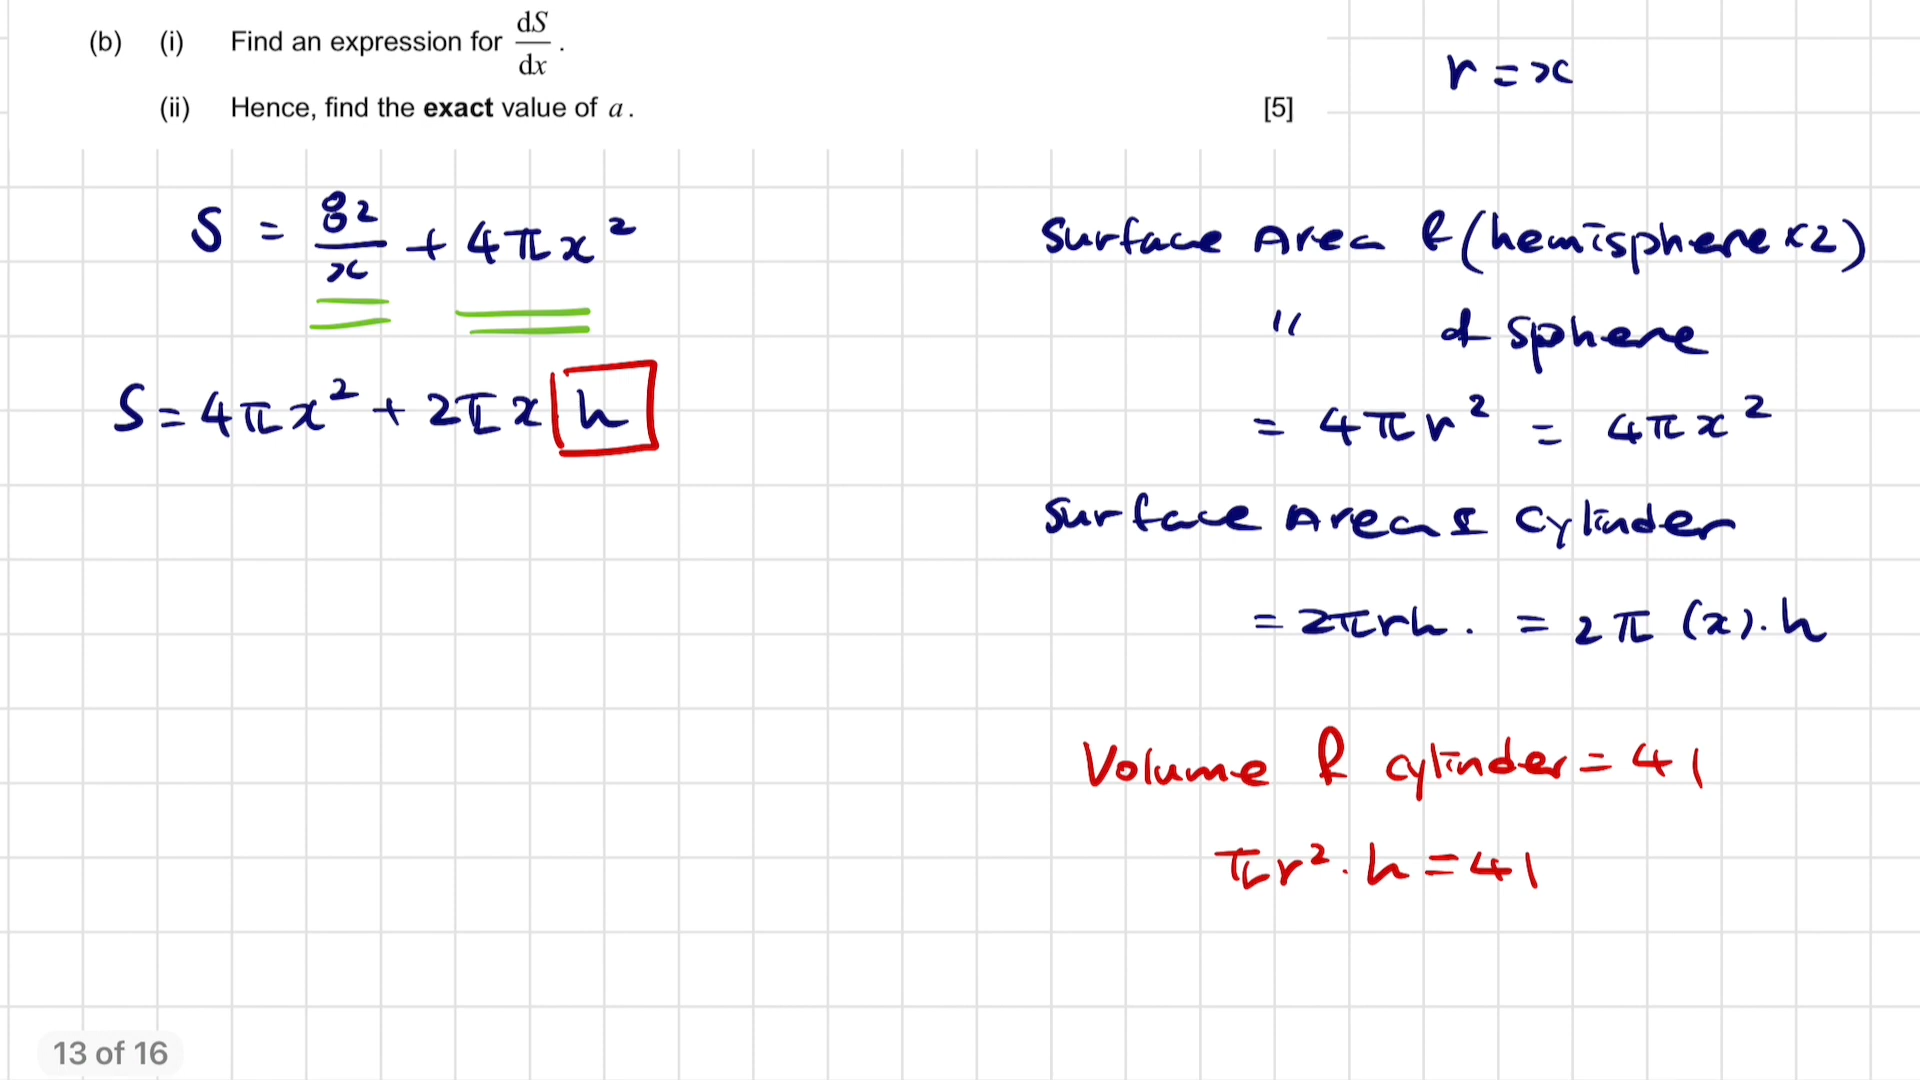 (b) (i) Find an expression for dS/dx .
(ii) Hence, find the exact value of a . [5]
r = x
S = 82/x + 4πx²
S = 4πx² + 2πx h
Surface Area of (hemisphere x2)
" of sphere
= 4πr² = 4πx²
Surface Area of cylinder
= 2πrh. = 2π (x). h
Volume of cylinder = 41
πr². h = 41
13 of 16